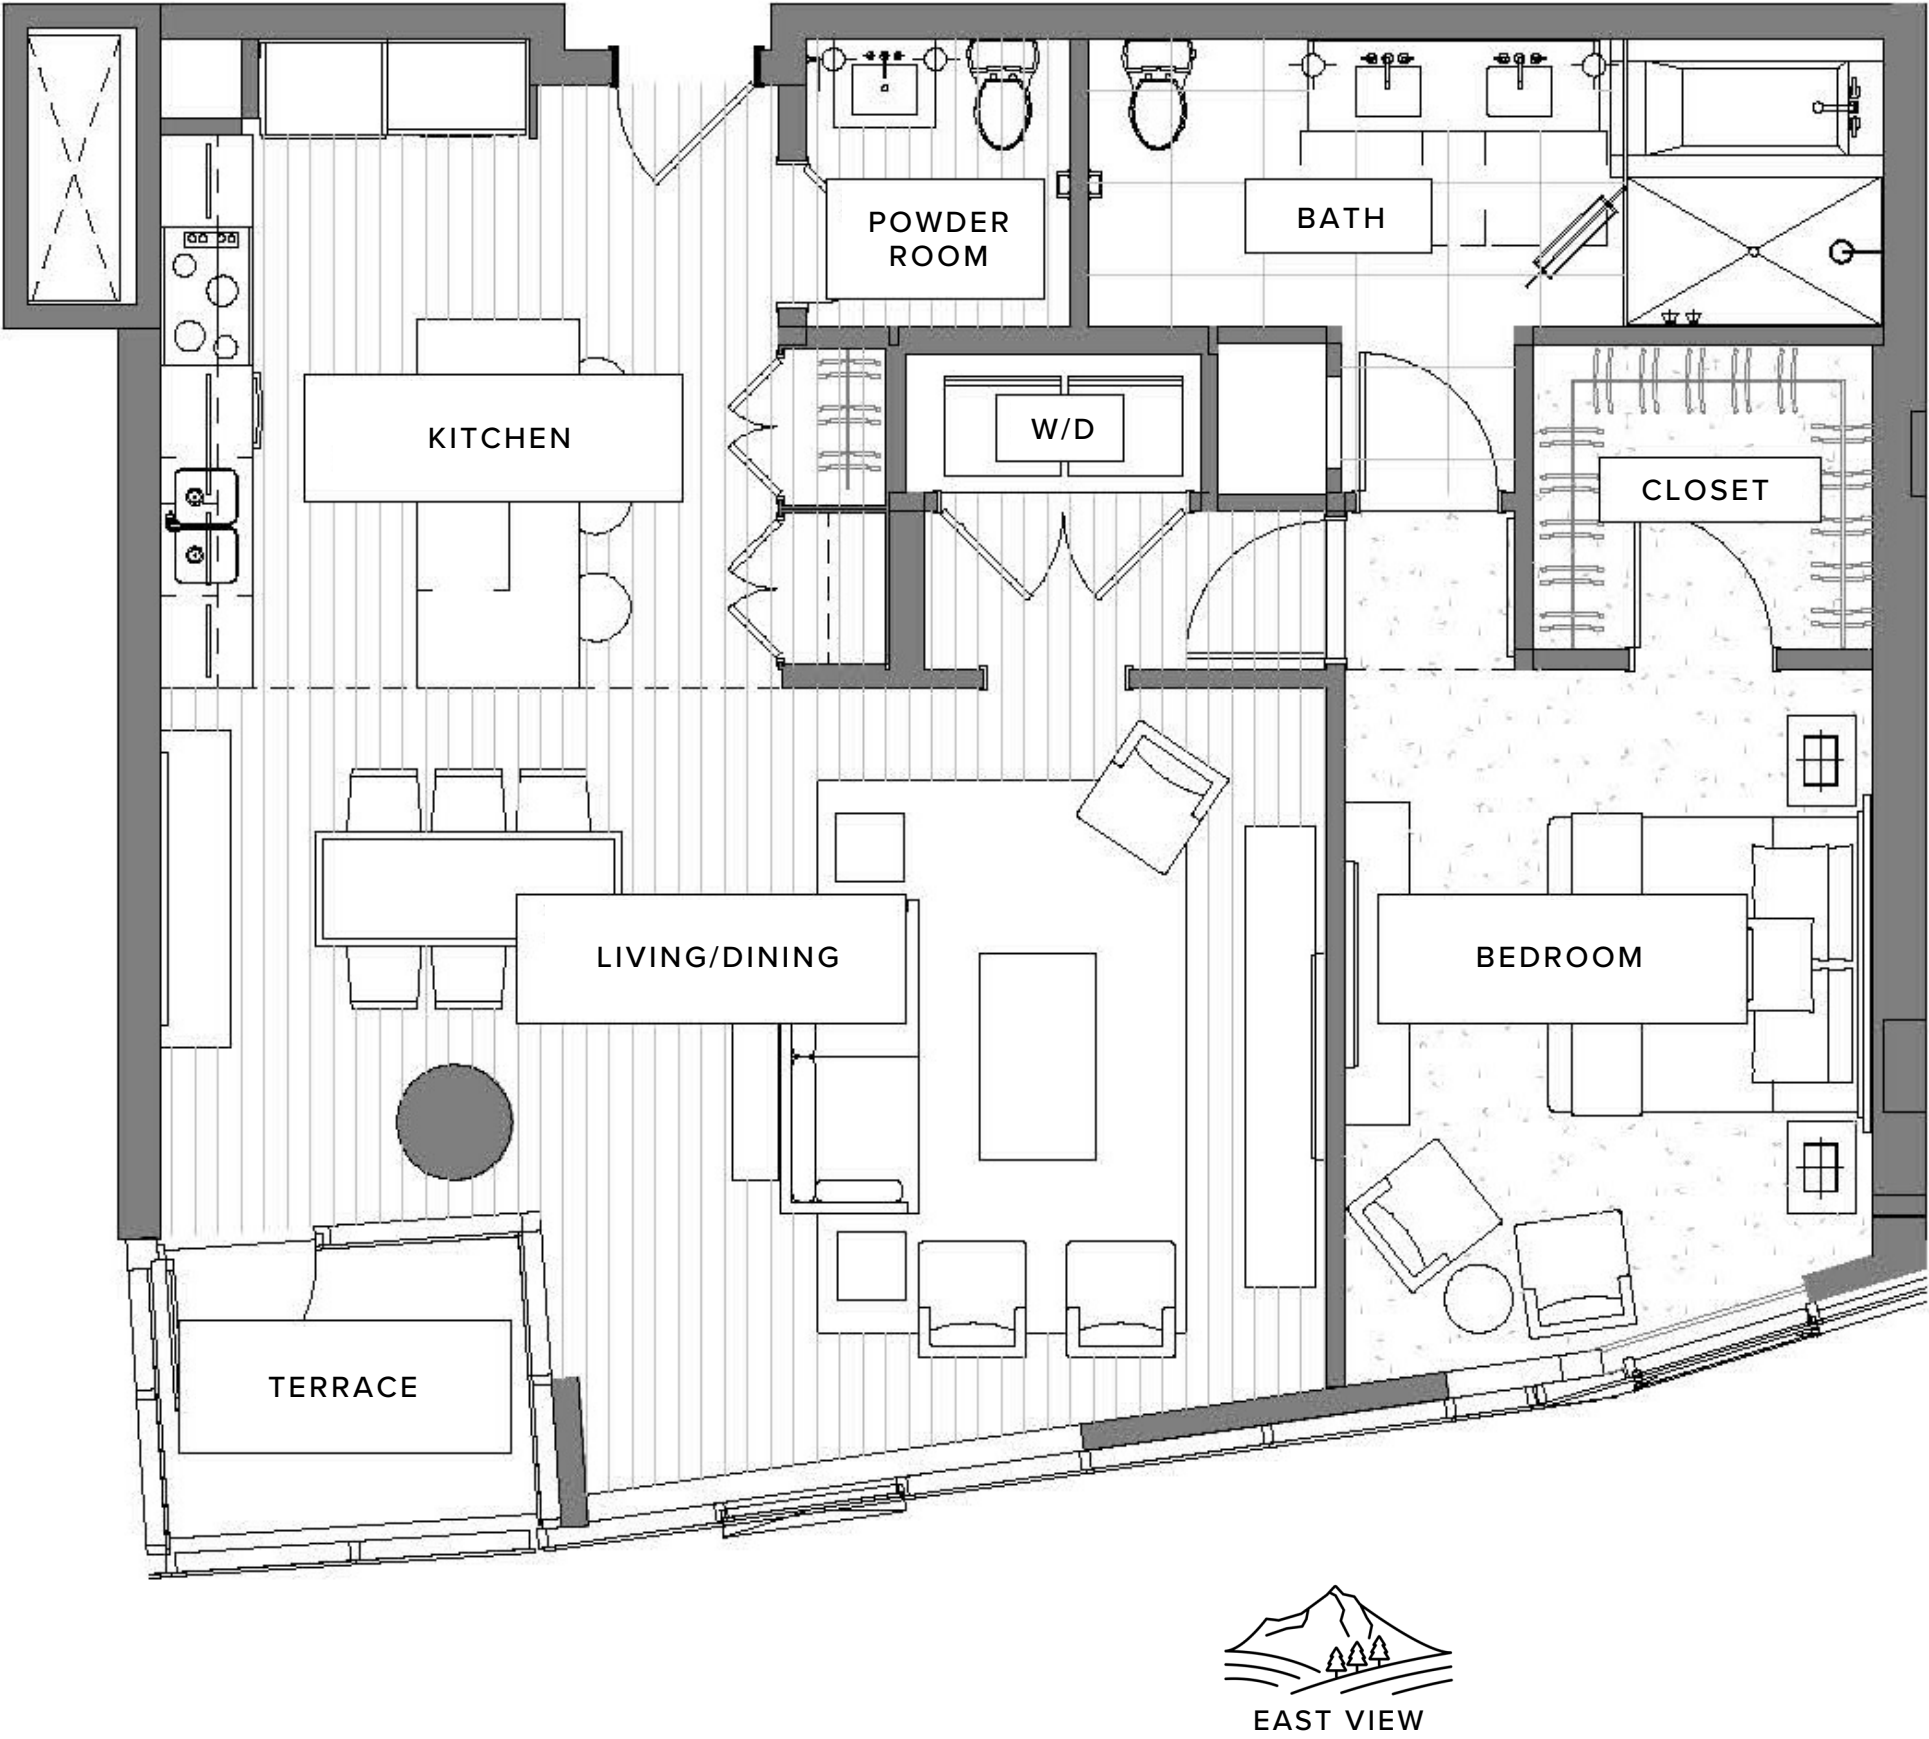 POWDER
ROOM
BATH
KITCHEN
W/D
CLOSET
LIVING/DINING
BEDROOM
TERRACE
EAST VIEW